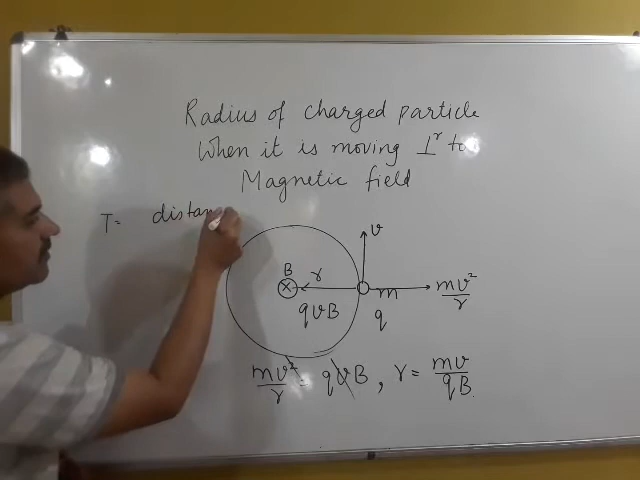 Radius of charged particle
When it is moving ⊥ʳ to
Magnetic field
T= distan
v
B
r
m
mv²/r
qvB
q
mv²/r = qvB, r = mv/qB